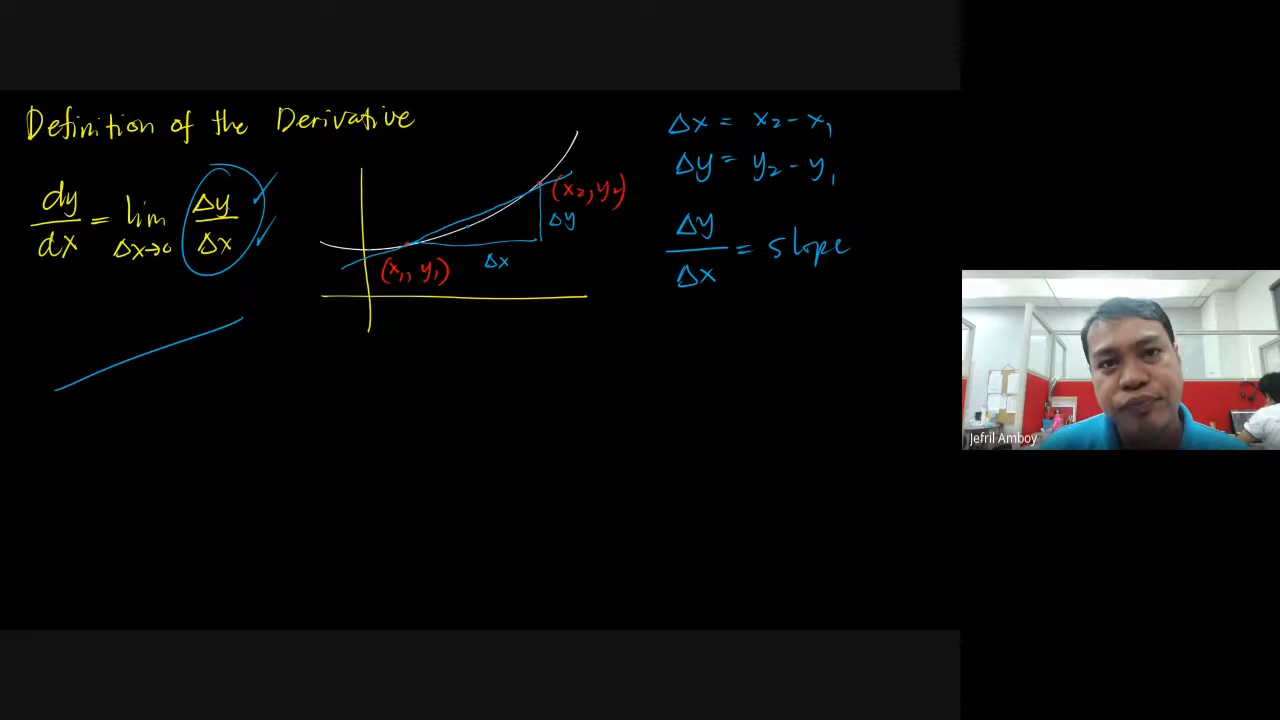 Definition of the Derivative
dy/dx = lim Δx→0 Δy/Δx
(x₂, y₂)
Δy
Δx
(x₁, y₁)
Δx = x₂ - x₁
Δy = y₂ - y₁
Δy/Δx = slope
Jefril Amboy